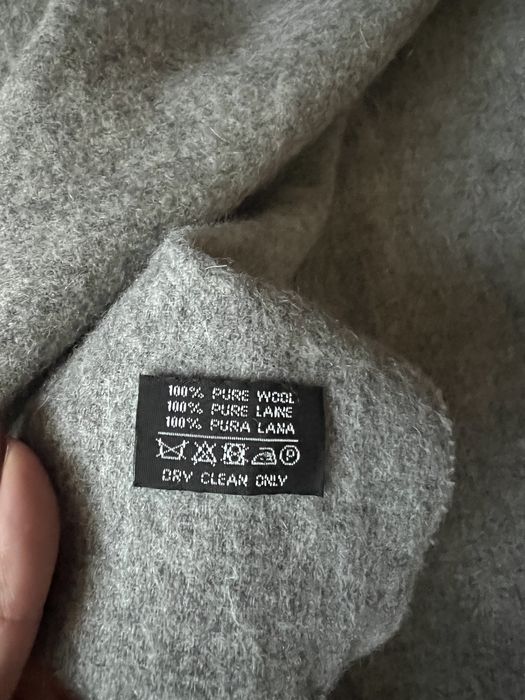 100% PURE WOOL
100% PURE LAINE
100% PURA LANA
P
DRY CLEAN ONLY